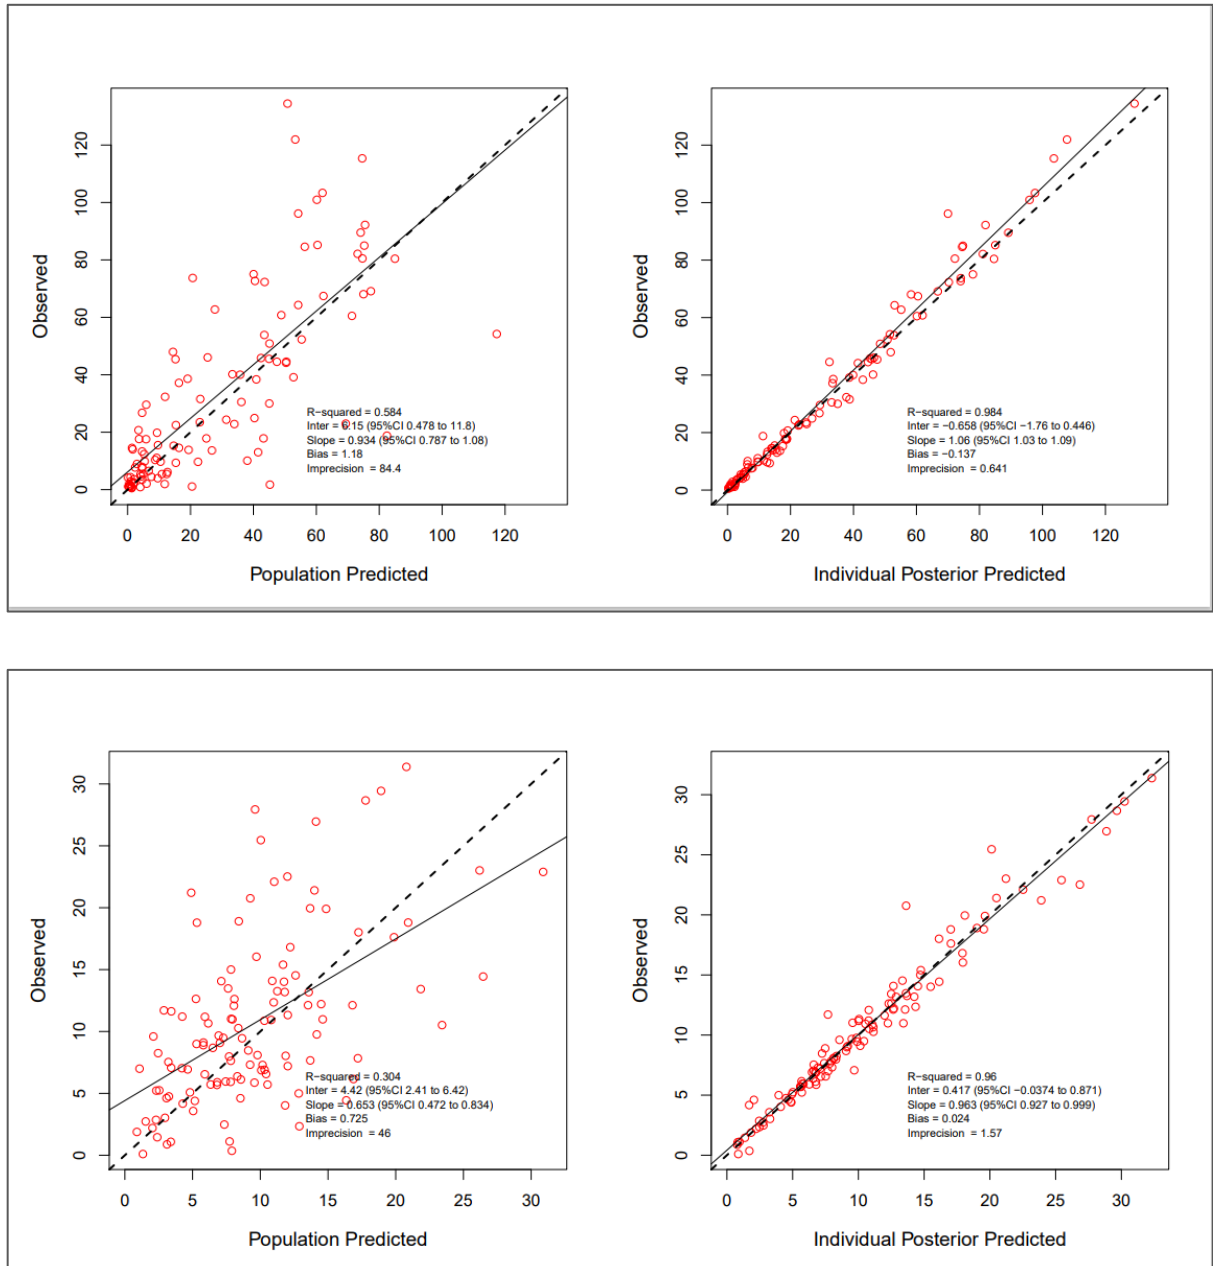 Observed
0 20 40 60 80 100 120
R−squared = 0.584
Inter = 6.15 (95%CI 0.478 to 11.8)
Slope = 0.934 (95%CI 0.787 to 1.08)
Bias = 1.18
Imprecision = 84.4
0 20 40 60 80 100 120
Population Predicted
Observed
0 20 40 60 80 100 120
R−squared = 0.984
Inter = −0.658 (95%CI −1.76 to 0.446)
Slope = 1.06 (95%CI 1.03 to 1.09)
Bias = −0.137
Imprecision = 0.641
0 20 40 60 80 100 120
Individual Posterior Predicted
Observed
0 5 10 15 20 25 30
R−squared = 0.304
Inter = 4.42 (95%CI 2.41 to 6.42)
Slope = 0.653 (95%CI 0.472 to 0.834)
Bias = 0.725
Imprecision = 46
0 5 10 15 20 25 30
Population Predicted
Observed
0 5 10 15 20 25 30
R−squared = 0.96
Inter = 0.417 (95%CI −0.0374 to 0.871)
Slope = 0.963 (95%CI 0.927 to 0.999)
Bias = 0.024
Imprecision = 1.57
0 5 10 15 20 25 30
Individual Posterior Predicted